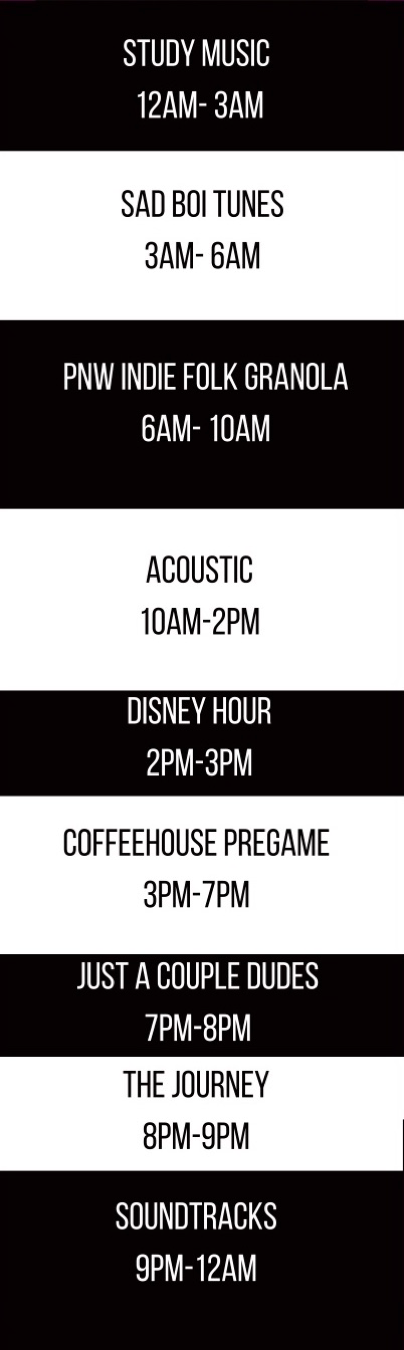 STUDY MUSIC
12AM- 3AM
SAD BOI TUNES
3AM- 6AM
PNW INDIE FOLK GRANOLA
6AM- 10AM
ACOUSTIC
10AM-2PM
DISNEY HOUR
2PM-3PM
COFFEEHOUSE PREGAME
3PM-7PM
JUST A COUPLE DUDES
7PM-8PM
THE JOURNEY
8PM-9PM
SOUNDTRACKS
9PM-12AM